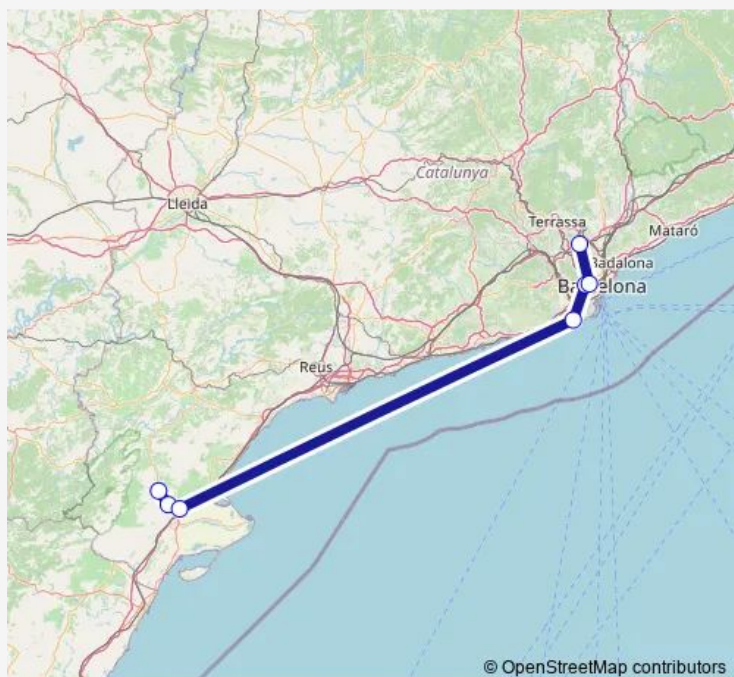 Catalunya
Lleida
Terrassa
Mataró
Badalona
Barcelona
Reus
© OpenStreetMap contributors